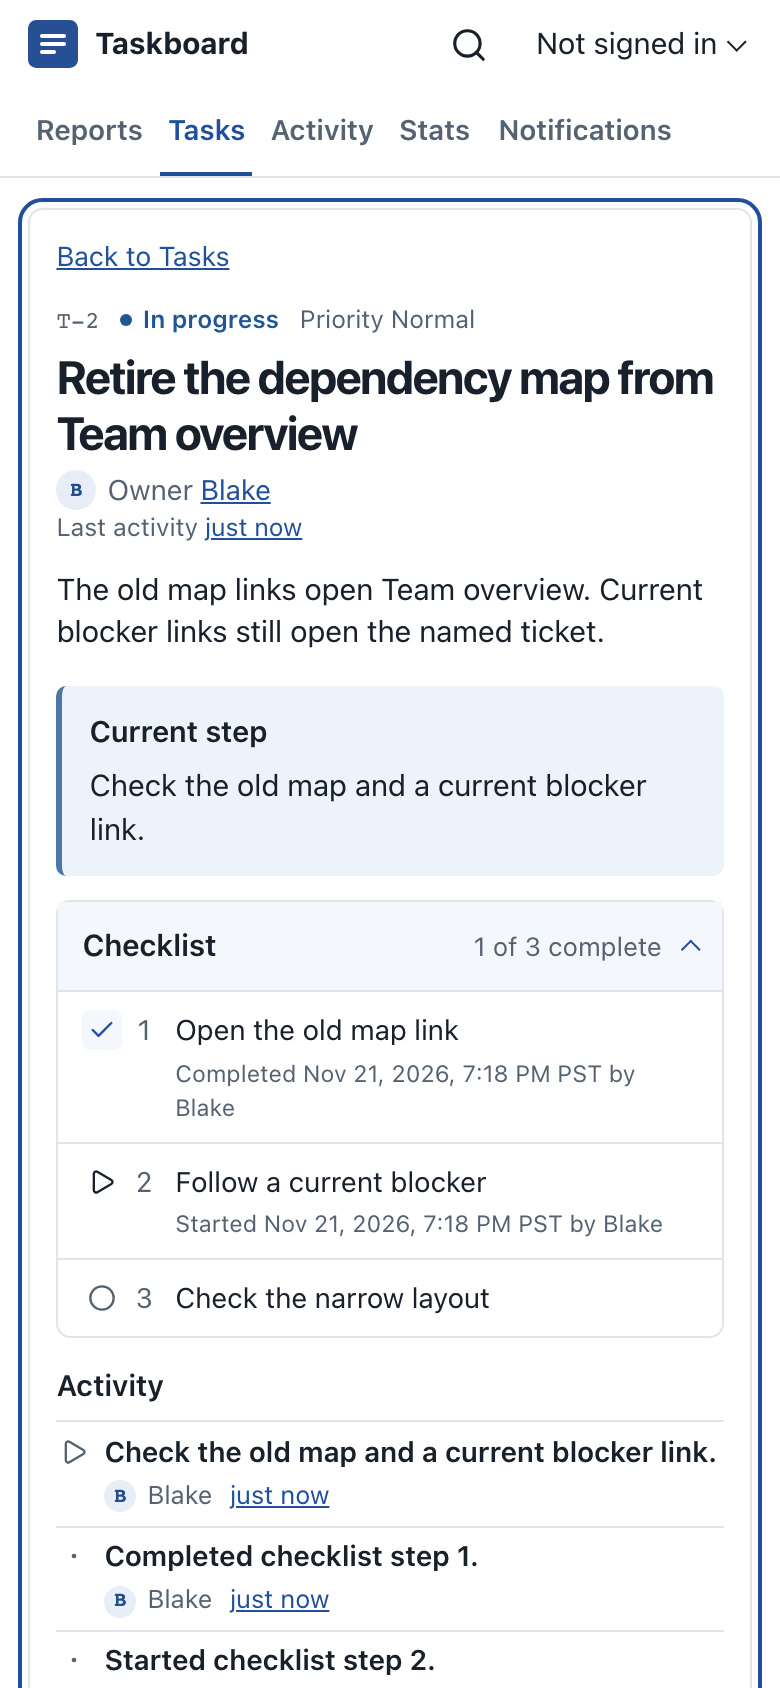 Taskboard
Not signed in
Reports Tasks Activity Stats Notifications
Back to Tasks
T-2 In progress Priority Normal
Retire the dependency map from
Team overview
B Owner Blake
Last activity just now
The old map links open Team overview. Current
blocker links still open the named ticket.
Current step
Check the old map and a current blocker
link.
Checklist 1 of 3 complete
1 Open the old map link
Completed Nov 21, 2026, 7:18 PM PST by
Blake
2 Follow a current blocker
Started Nov 21, 2026, 7:18 PM PST by Blake
3 Check the narrow layout
Activity
Check the old map and a current blocker link.
B Blake just now
Completed checklist step 1.
B Blake just now
Started checklist step 2.